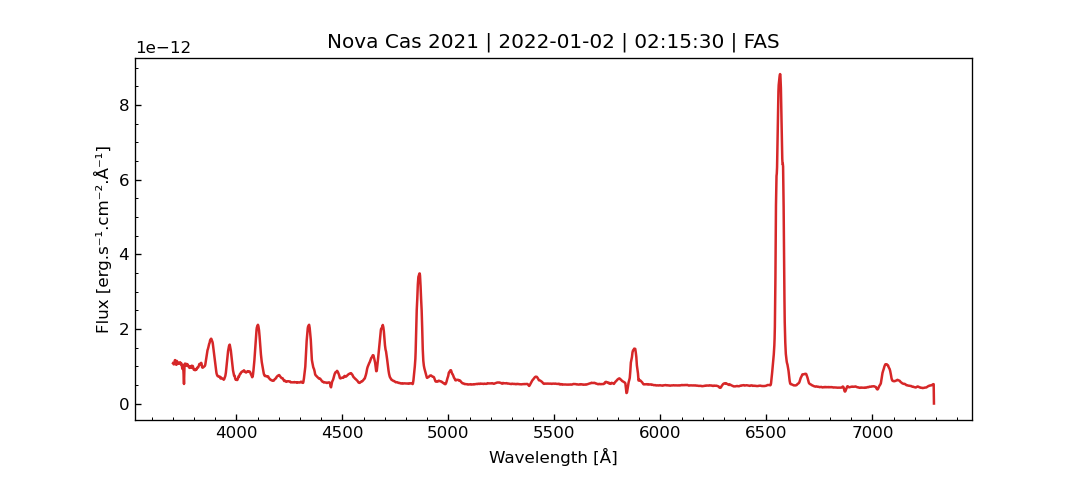 Nova Cas 2021 | 2022-01-02 | 02:15:30 | FAS
1e−12
8
6
4
2
0
Flux [erg.s⁻¹.cm⁻².Å⁻¹]
4000 4500 5000 5500 6000 6500 7000
Wavelength [Å]